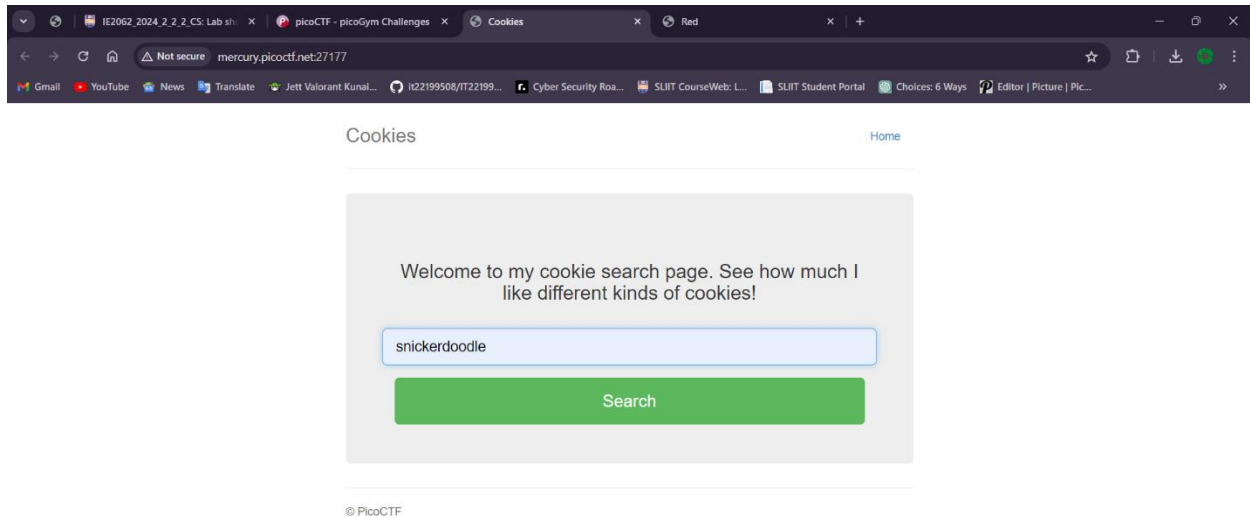 IE2062_2024_2_2_2_CS: Lab sh
picoCTF - picoGym Challenges
Cookies
Red
Not secure mercury.picoctf.net:27177
Gmail YouTube News Translate Jett Valorant Kunai... it22199508/IT22199... Cyber Security Roa... SLIIT CourseWeb: L... SLIIT Student Portal Choices: 6 Ways Editor | Picture | Pic...
Cookies Home
Welcome to my cookie search page. See how much I
like different kinds of cookies!
snickerdoodle
Search
© PicoCTF